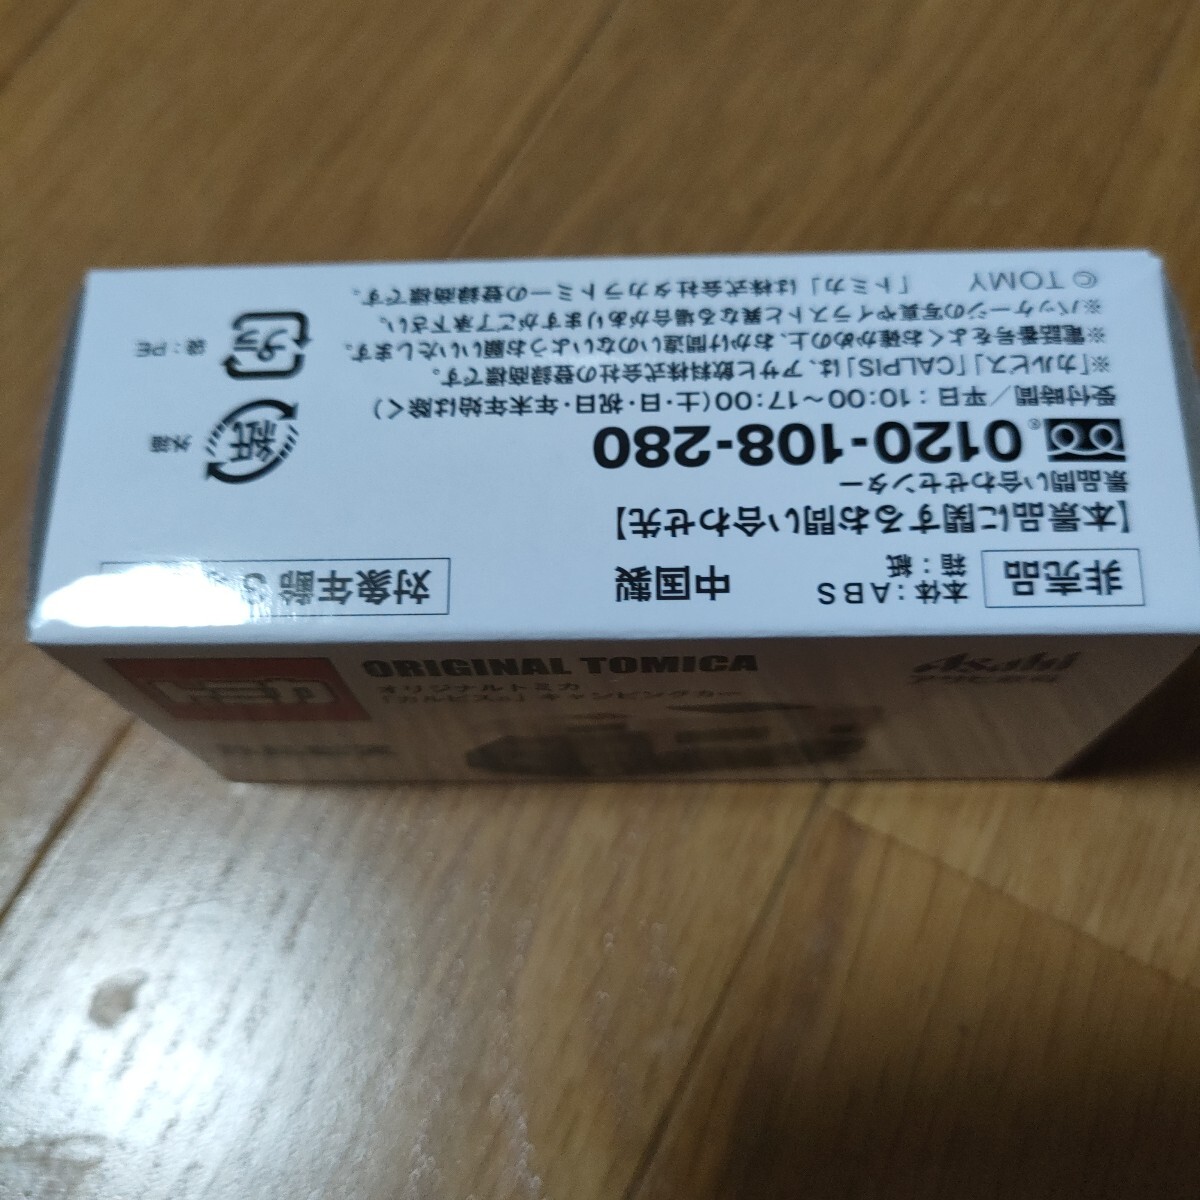 非売品
本体：ABS
箱：紙
中国製
対象年齢
【本景品に関するお問い合わせ先】
景品問い合わせセンター
0120-108-280
受付時間／平日：10:00～17:00(土・日・祝日・年末年始は除く)
※「カルピス」「CALPIS」は、アサヒ飲料株式会社の登録商標です。
※電話番号をよくお確かめの上、おかけ間違いのないようお願いいたします。
※パッケージの写真やイラストと異なる場合がありますがご了承下さい。
© TOMY 「トミカ」は株式会社タカラトミーの登録商標です。
紙
外箱
プラ
袋：PE
トミカ
ORIGINAL TOMICA
オリジナルトミカ
「カルピス®」キャンピングカー
Asahi